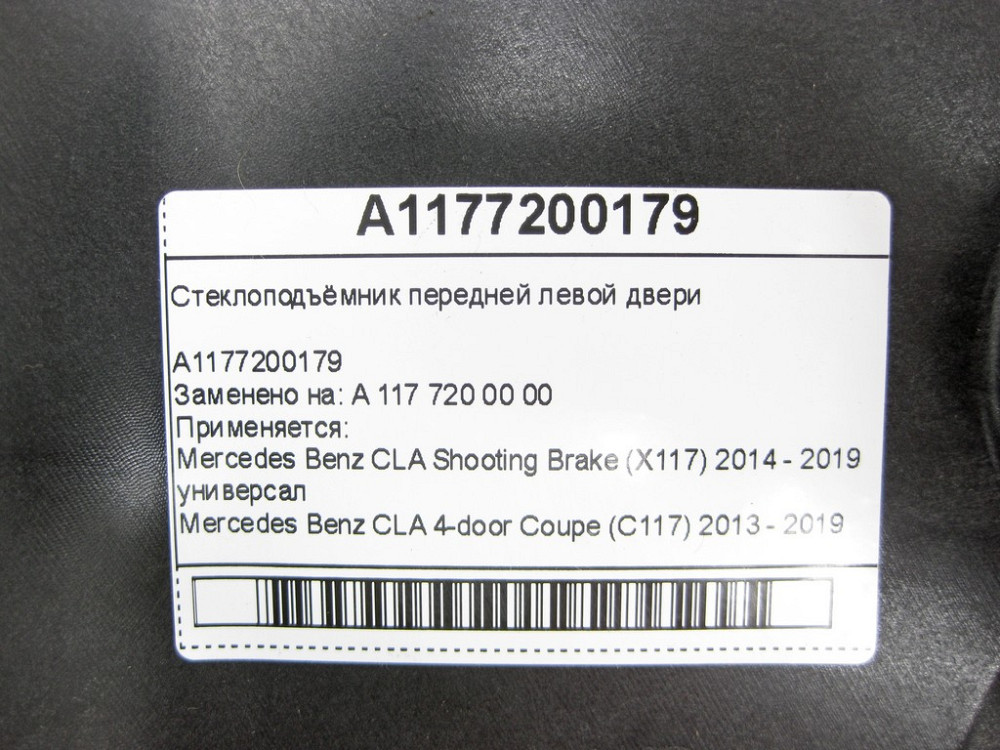 A1177200179
Стеклоподъёмник передней левой двери
A1177200179
Заменено на: A 117 720 00 00
Применяется:
Mercedes Benz CLA Shooting Brake (X117) 2014 - 2019
универсал
Mercedes Benz CLA 4-door Coupe (C117) 2013 - 2019